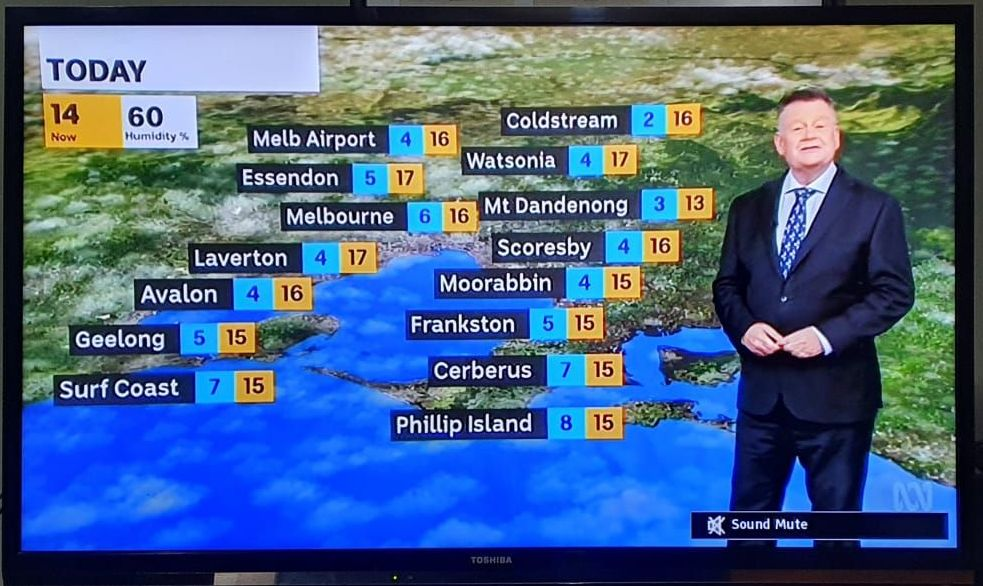 TODAY
14 60
Now Humidity %
Coldstream 2 16
Melb Airport 4 16
Watsonia 4 17
Essendon 5 17
Mt Dandenong 3 13
Melbourne 6 16
Scoresby 4 16
Laverton 4 17
Moorabbin 4 15
Avalon 4 16
Frankston 5 15
Geelong 5 15
Cerberus 7 15
Surf Coast 7 15
Phillip Island 8 15
Sound Mute
TOSHIBA